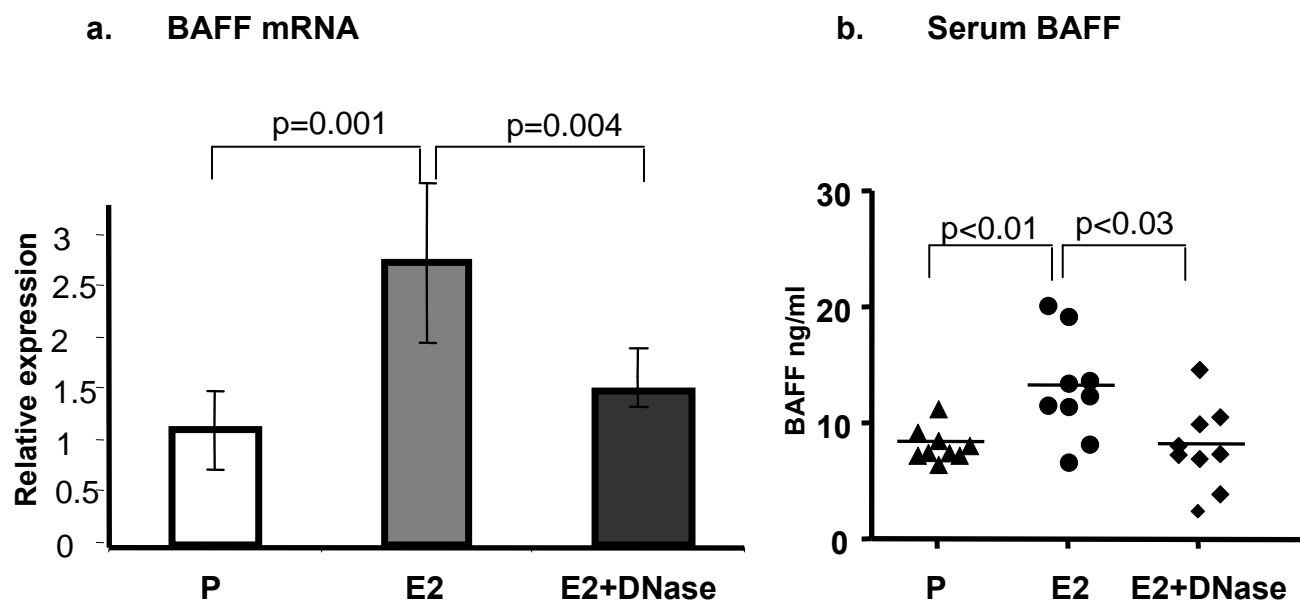 a. BAFF mRNA
p=0.001 p=0.004
Relative expression
3
2.5
2
1.5
1
0.5
0
P E2 E2+DNase
b. Serum BAFF
p<0.01 p<0.03
BAFF ng/ml
30
20
10
0
P E2 E2+DNase